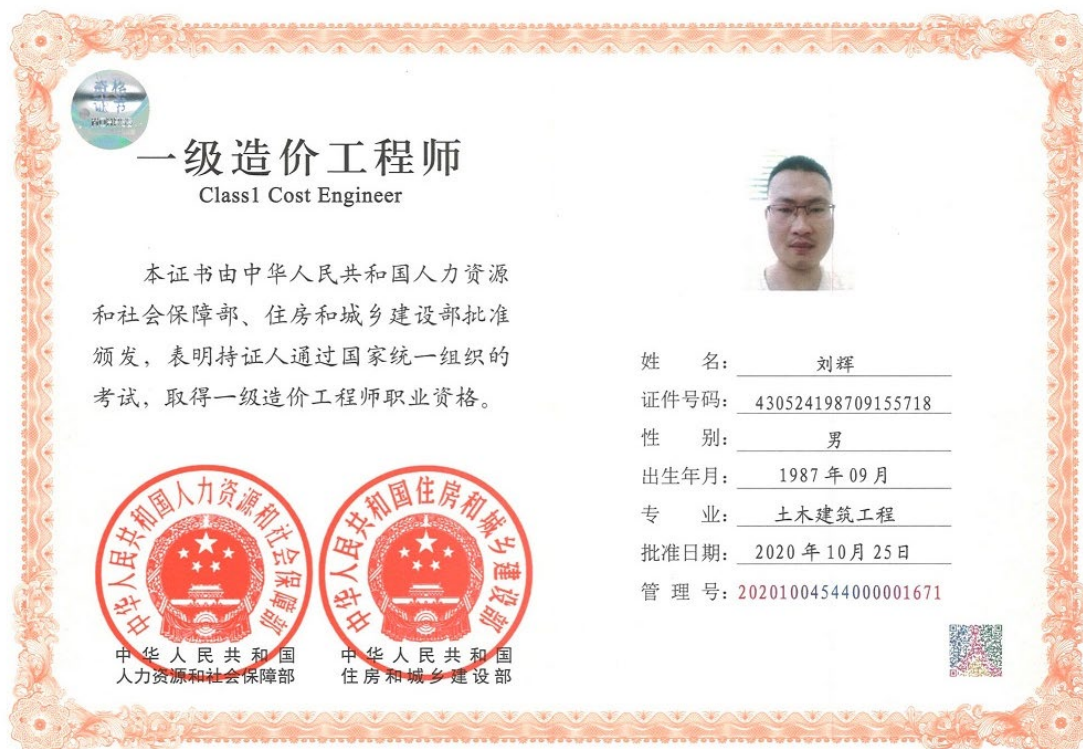 资格
证书
一级造价工程师
Class1 Cost Engineer
本证书由中华人民共和国人力资源
和社会保障部、住房和城乡建设部批准
颁发，表明持证人通过国家统一组织的
考试，取得一级造价工程师职业资格。
中华人民共和国人力资源和社会保障部
中华人民共和国住房和城乡建设部
中华人民共和国
人力资源和社会保障部
中华人民共和国
住房和城乡建设部
姓 名： 刘辉
证件号码： 430524198709155718
性 别： 男
出生年月： 1987年09月
专 业： 土木建筑工程
批准日期： 2020年10月25日
管 理 号： 20201004544000001671